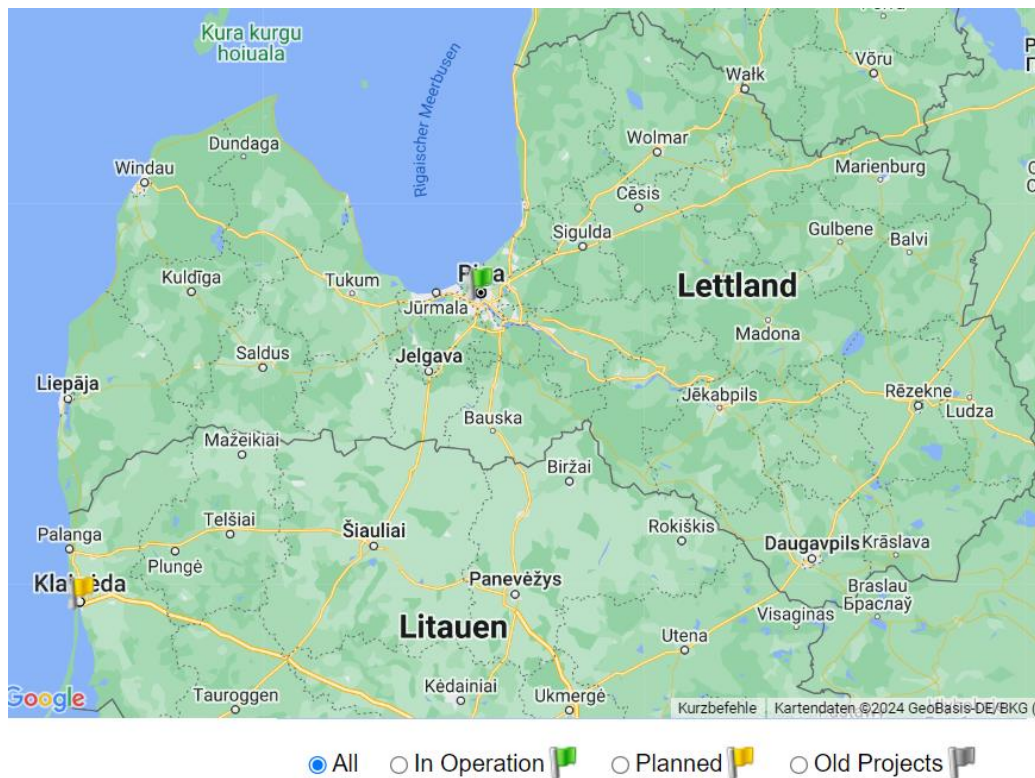 Kura kurgu
hoiuala
Võru
Wałk
Rigaischer Meerbusen
Wolmar
Dundaga
Marienburg
Windau
Cēsis
Gulbene
Balvi
Sigulda
Kuldīga
Tukum
Lettland
Jūrmala
Madona
Saldus
Jelgava
Liepāja
Jēkabpils
Rēzekne
Ludza
Bauska
Mažeikiai
Biržai
Telšiai
Šiauliai
Rokiškis
Palanga
Daugavpils
Krāslava
Plungė
Panevėžys
Braslau
Браслаў
Visaginas
Litauen
Utena
Google
Tauroggen
Kėdainiai
Ukmergė
Kurzbefehle
Kartendaten ©2024 GeoBasis-DE/BKG (
All
In Operation
Planned
Old Projects